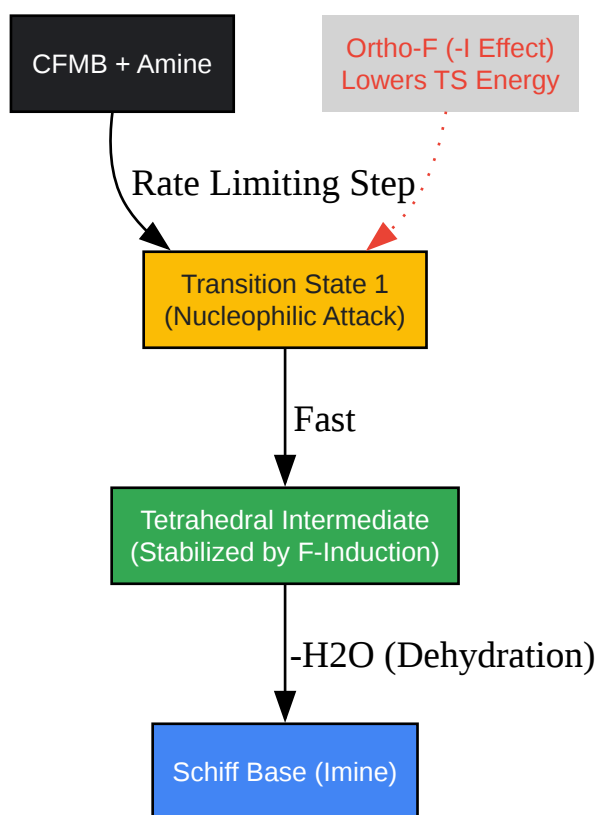 CFMB + Amine
Ortho-F (-I Effect)
Lowers TS Energy
Rate Limiting Step
Transition State 1
(Nucleophilic Attack)
Fast
Tetrahedral Intermediate
(Stabilized by F-Induction)
-H2O (Dehydration)
Schiff Base (Imine)